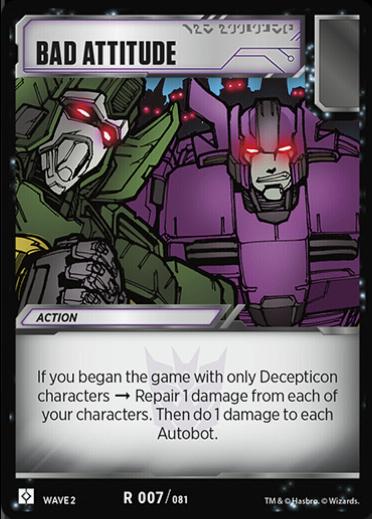 BAD ATTITUDE
ACTION
If you began the game with only Decepticon
characters → Repair 1 damage from each of
your characters. Then do 1 damage to each
Autobot.
WAVE 2
R 007/081
TM & © Hasbro. © Wizards.